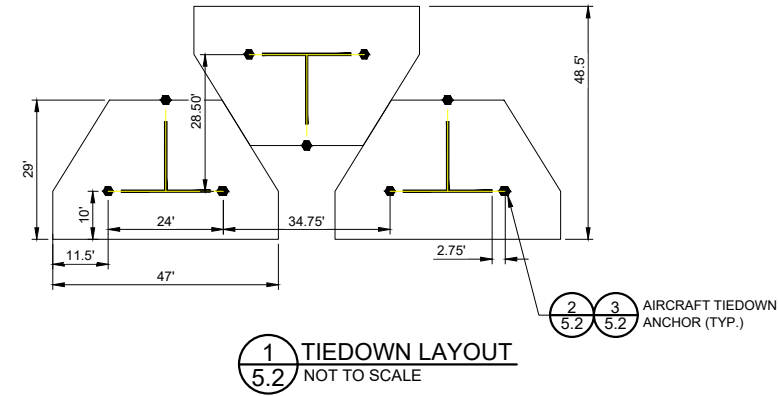 48.5'
28.50'
29'
10'
24'
34.75'
2.75'
11.5'
47'
2 3 AIRCRAFT TIEDOWN
5.2 5.2 ANCHOR (TYP.)
1 TIEDOWN LAYOUT
5.2 NOT TO SCALE